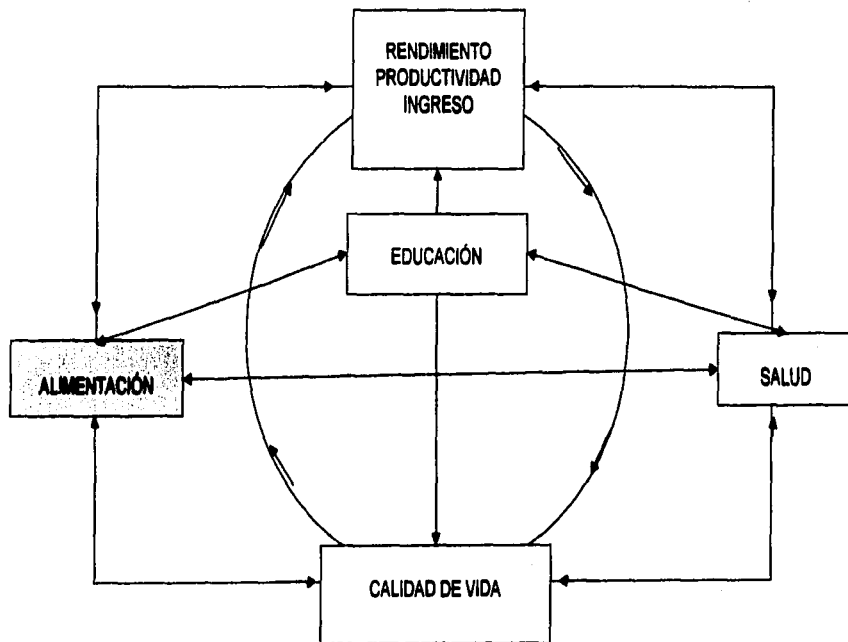 RENDIMIENTO
PRODUCTIVIDAD
INGRESO
EDUCACIÓN
ALIMENTACIÓN
SALUD
CALIDAD DE VIDA